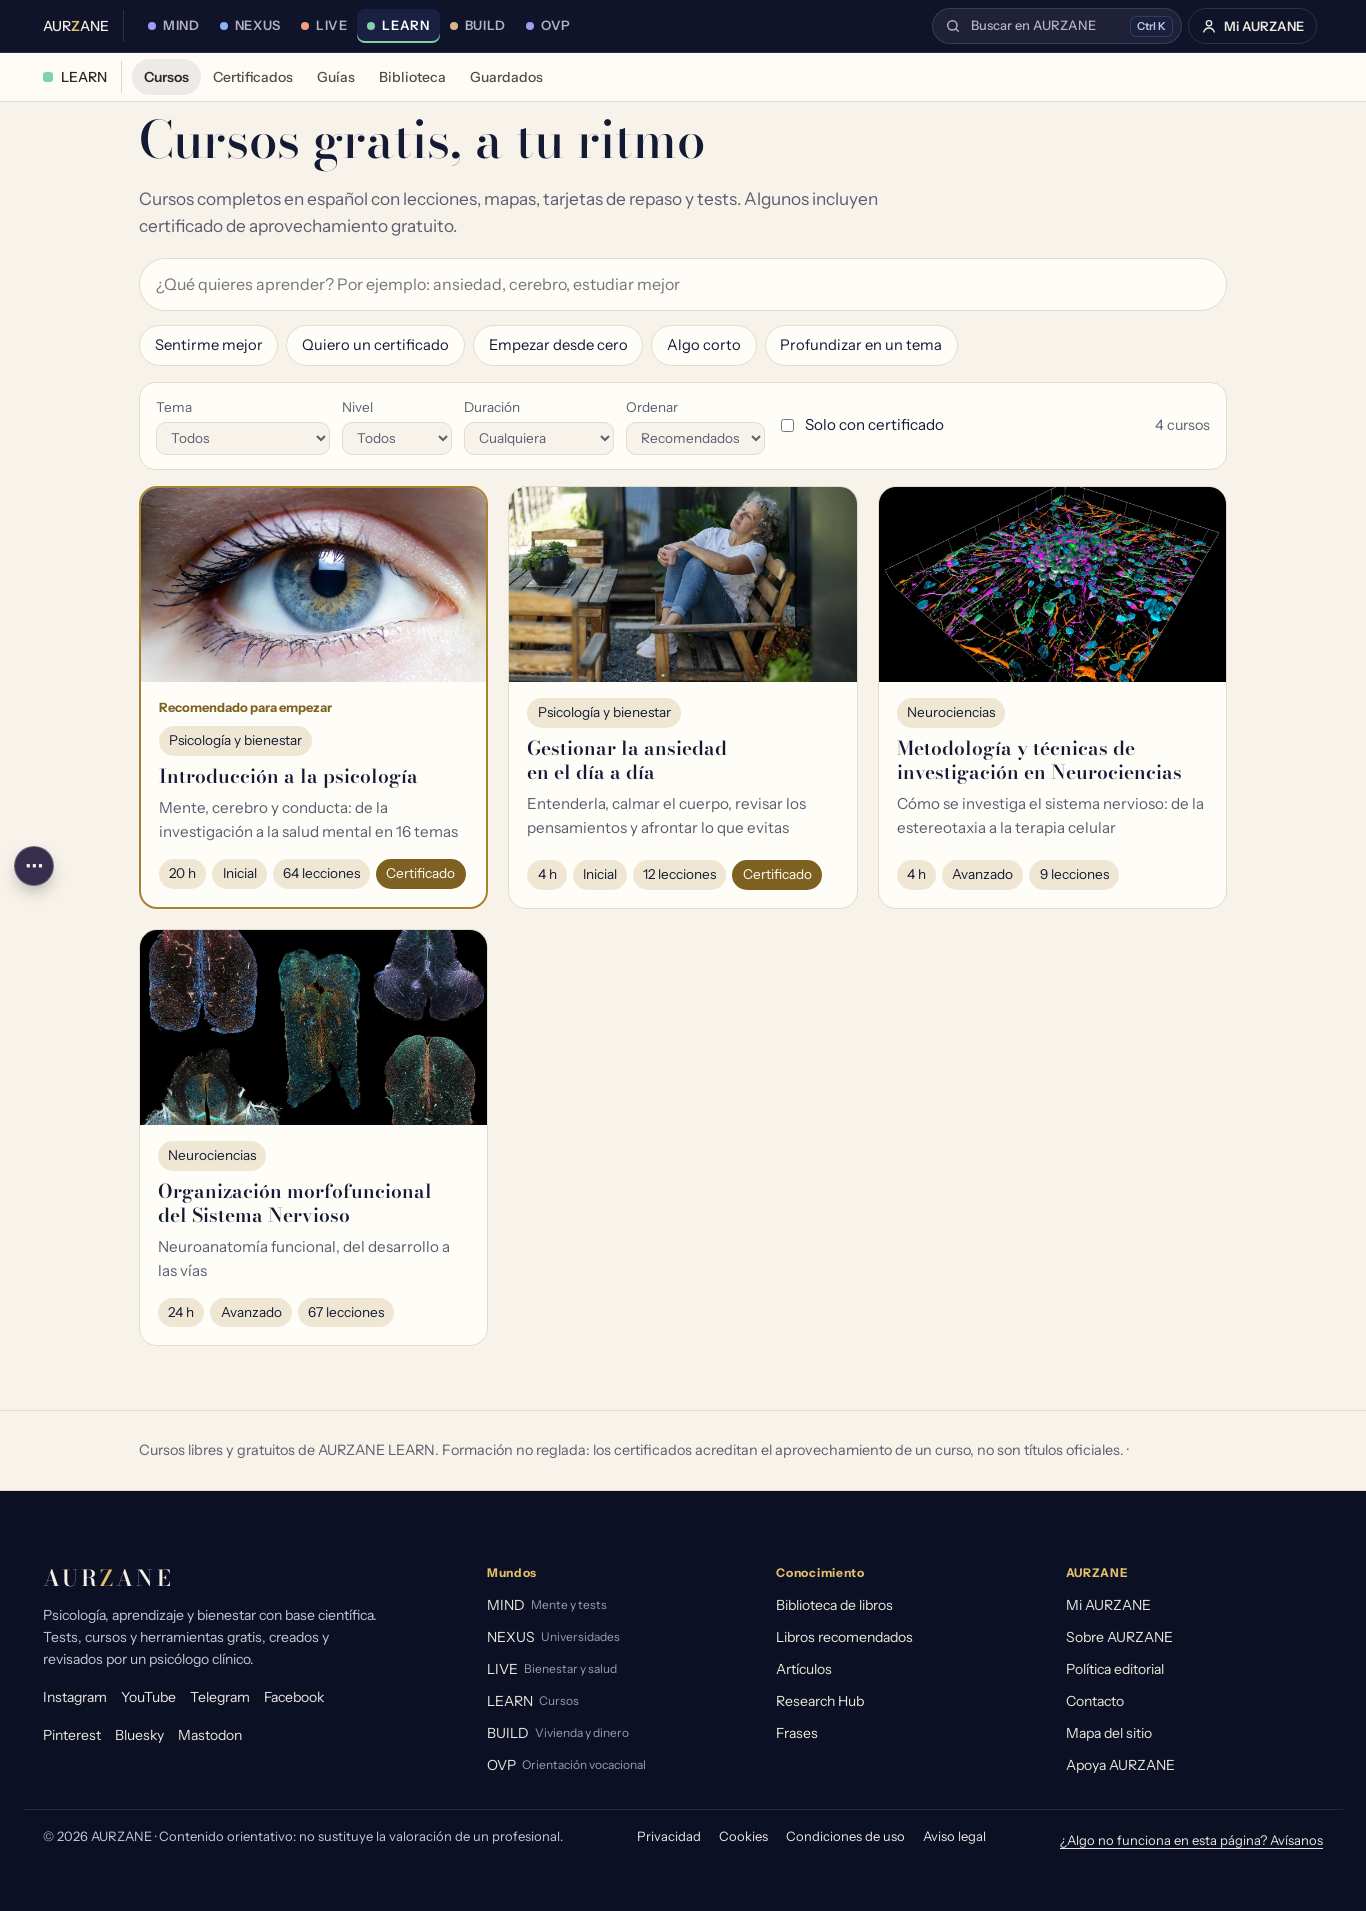 AURZANE
MIND
NEXUS
LIVE
LEARN
BUILD
OVP
Buscar en AURZANE
Ctrl K
Mi AURZANE
LEARN
Cursos
Certificados
Guías
Biblioteca
Guardados
Cursos gratis, a tu ritmo
Cursos completos en español con lecciones, mapas, tarjetas de repaso y tests. Algunos incluyen
certificado de aprovechamiento gratuito.
¿Qué quieres aprender? Por ejemplo: ansiedad, cerebro, estudiar mejor
Sentirme mejor
Quiero un certificado
Empezar desde cero
Algo corto
Profundizar en un tema
Tema
Nivel
Duración
Ordenar
Todos
Todos
Cualquiera
Recomendados
Solo con certificado
4 cursos
Recomendado para empezar
Psicología y bienestar
Introducción a la psicología
Mente, cerebro y conducta: de la
investigación a la salud mental en 16 temas
20 h
Inicial
64 lecciones
Certificado
Psicología y bienestar
Gestionar la ansiedad
en el día a día
Entenderla, calmar el cuerpo, revisar los
pensamientos y afrontar lo que evitas
4 h
Inicial
12 lecciones
Certificado
Neurociencias
Metodología y técnicas de
investigación en Neurociencias
Cómo se investiga el sistema nervioso: de la
estereotaxia a la terapia celular
4 h
Avanzado
9 lecciones
Neurociencias
Organización morfofuncional
del Sistema Nervioso
Neuroanatomía funcional, del desarrollo a
las vías
24 h
Avanzado
67 lecciones
Cursos libres y gratuitos de AURZANE LEARN. Formación no reglada: los certificados acreditan el aprovechamiento de un curso, no son títulos oficiales. ·
AURZANE
Psicología, aprendizaje y bienestar con base científica.
Tests, cursos y herramientas gratis, creados y
revisados por un psicólogo clínico.
Instagram
YouTube
Telegram
Facebook
Pinterest
Bluesky
Mastodon
Mundos
MIND Mente y tests
NEXUS Universidades
LIVE Bienestar y salud
LEARN Cursos
BUILD Vivienda y dinero
OVP Orientación vocacional
Conocimiento
Biblioteca de libros
Libros recomendados
Artículos
Research Hub
Frases
AURZANE
Mi AURZANE
Sobre AURZANE
Política editorial
Contacto
Mapa del sitio
Apoya AURZANE
© 2026 AURZANE · Contenido orientativo: no sustituye la valoración de un profesional.
Privacidad
Cookies
Condiciones de uso
Aviso legal
¿Algo no funciona en esta página? Avísanos